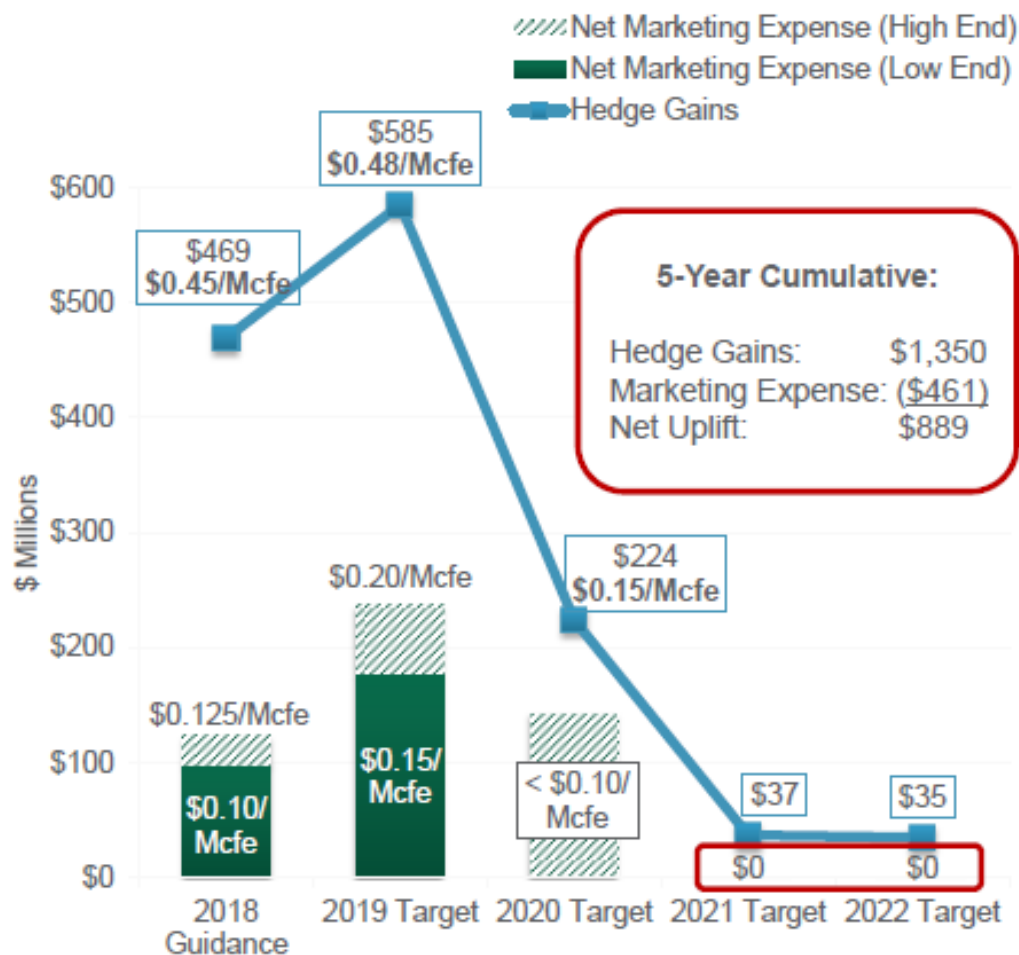 Net Marketing Expense (High End)
Net Marketing Expense (Low End)
Hedge Gains
$585
$0.48/Mcfe
$600
$469
$0.45/Mcfe
5-Year Cumulative:
$500
Hedge Gains: $1,350
Marketing Expense: ($461)
Net Uplift: $889
$400
$ Millions
$300
$224
$0.15/Mcfe
$0.20/Mcfe
$200
$0.125/Mcfe
$100
$0.15/
Mcfe
< $0.10/
Mcfe
$37
$35
$0.10/
Mcfe
$0
$0
$0
2018
Guidance
2019 Target
2020 Target
2021 Target
2022 Target